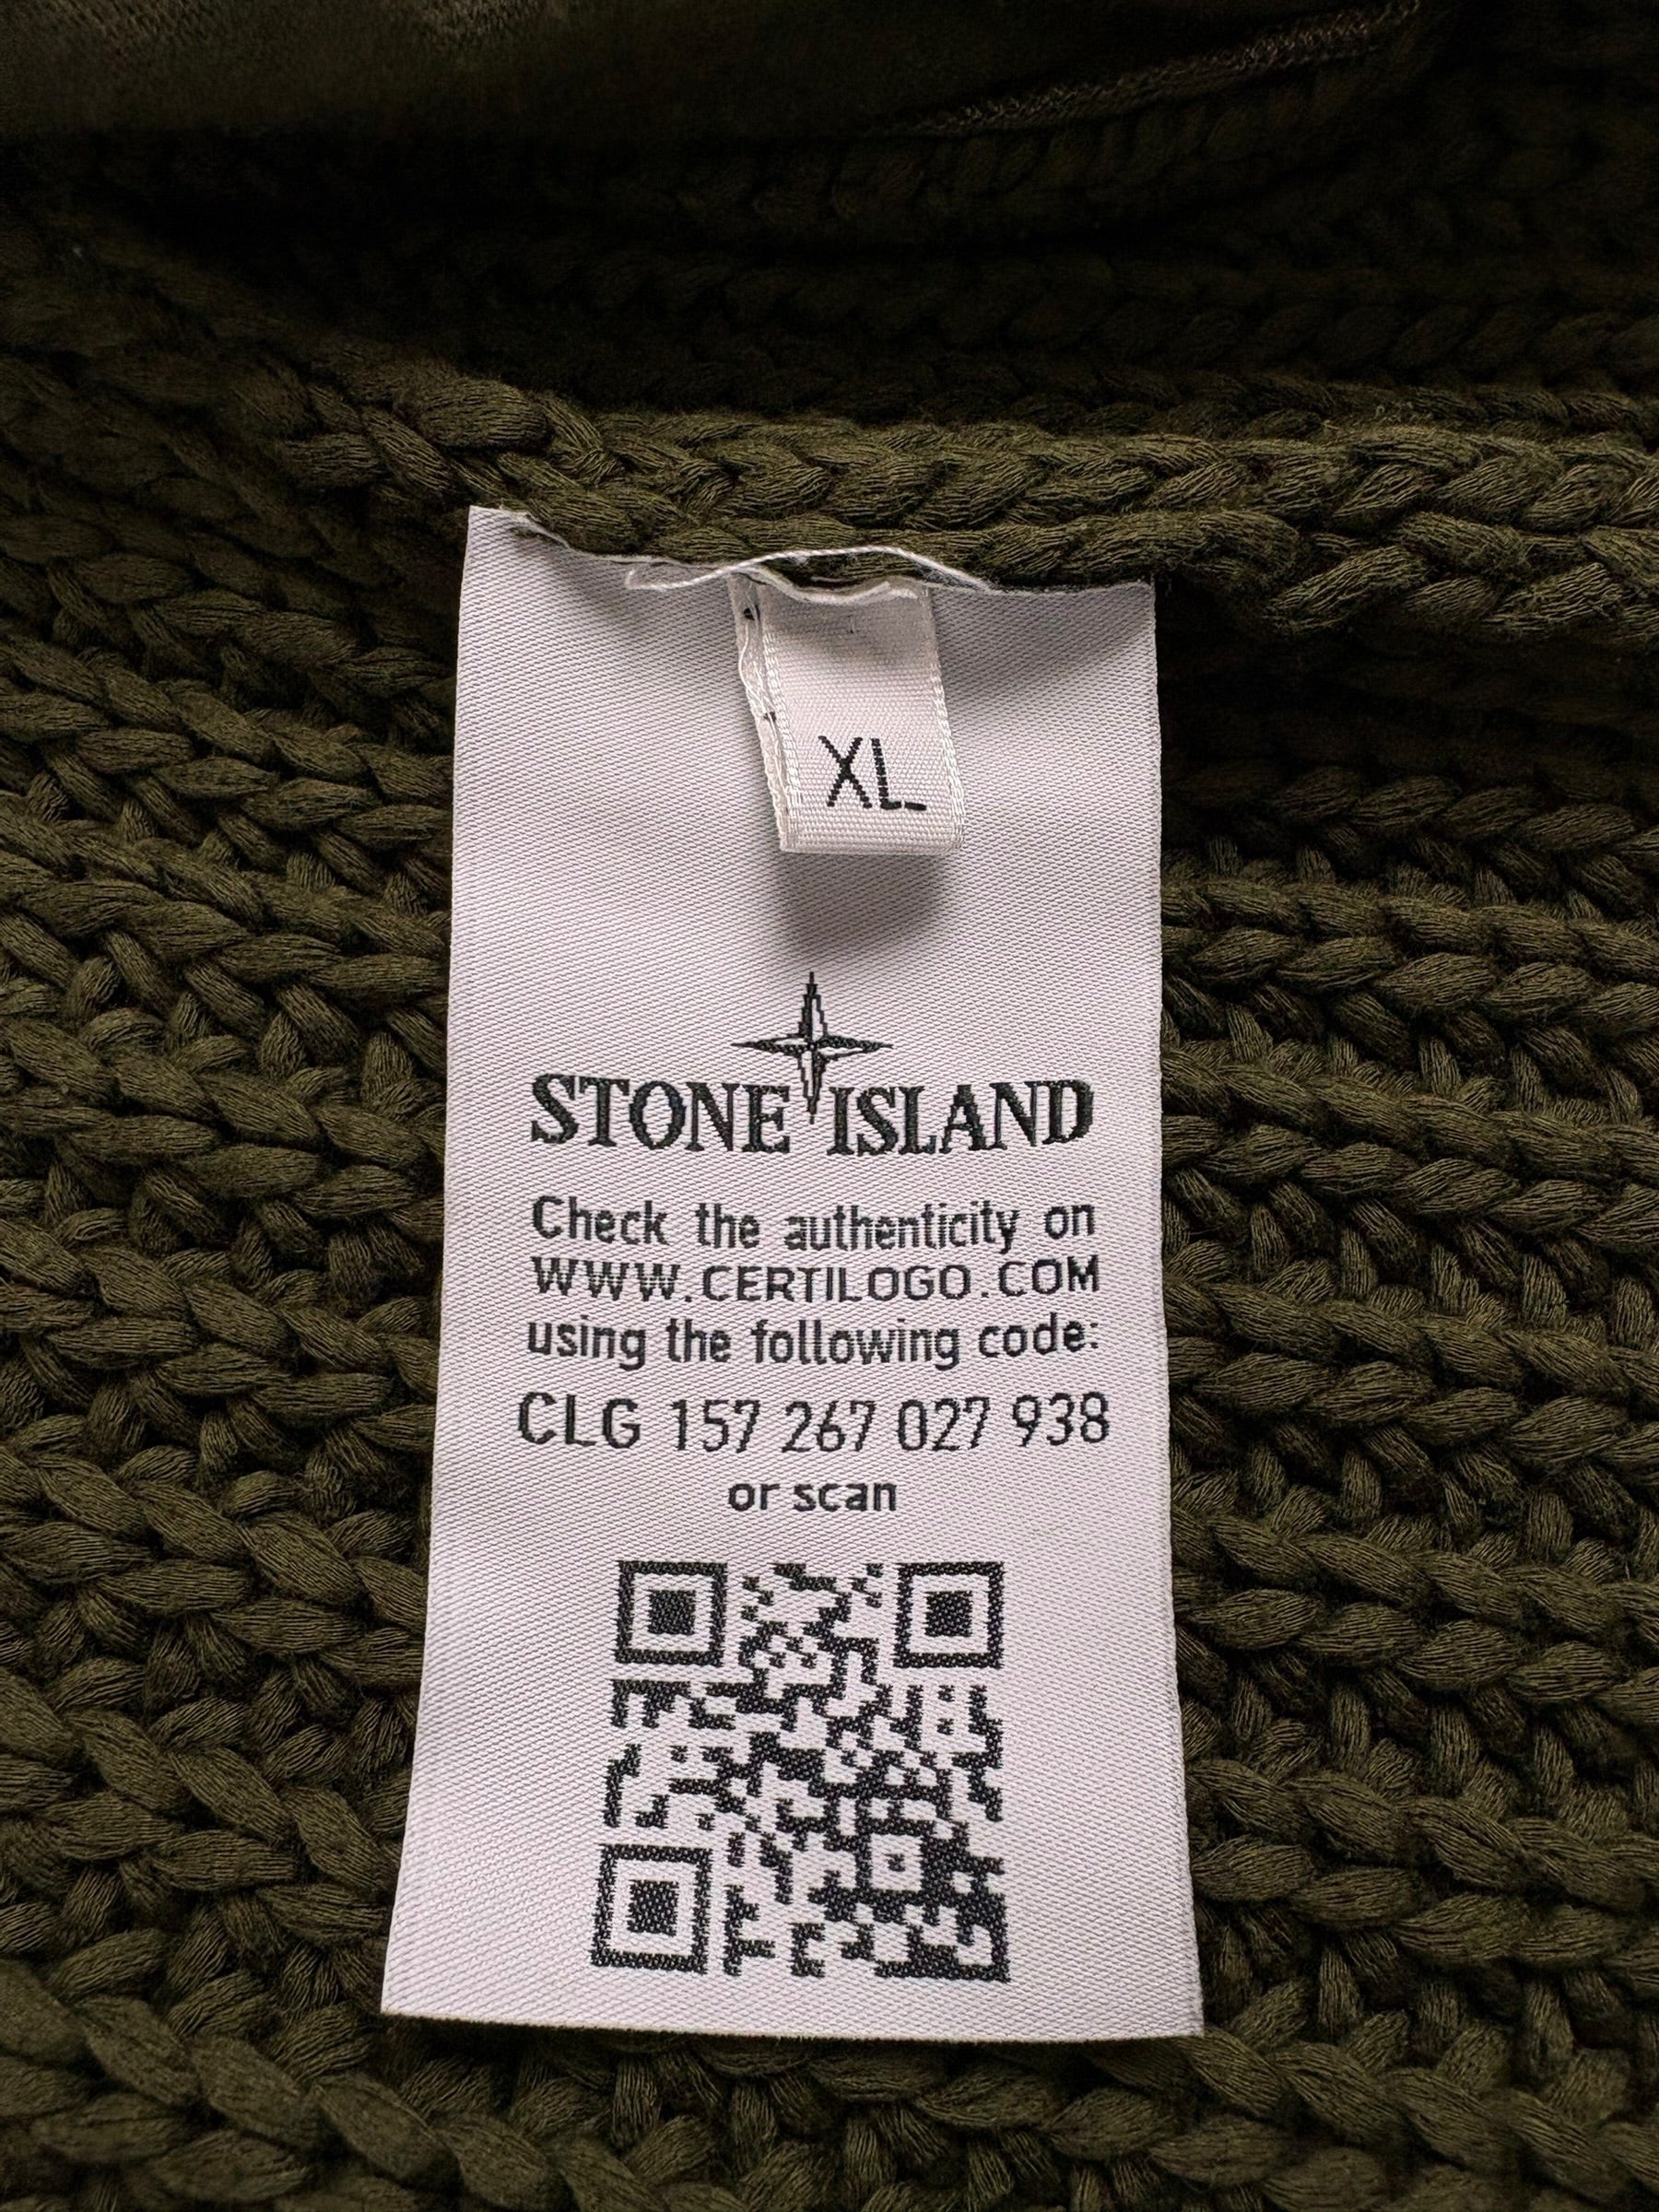 XL
STONE ISLAND
Check the authenticity on
WWW.CERTILOGO.COM
using the following code:
CLG 157 267 027 938
or scan